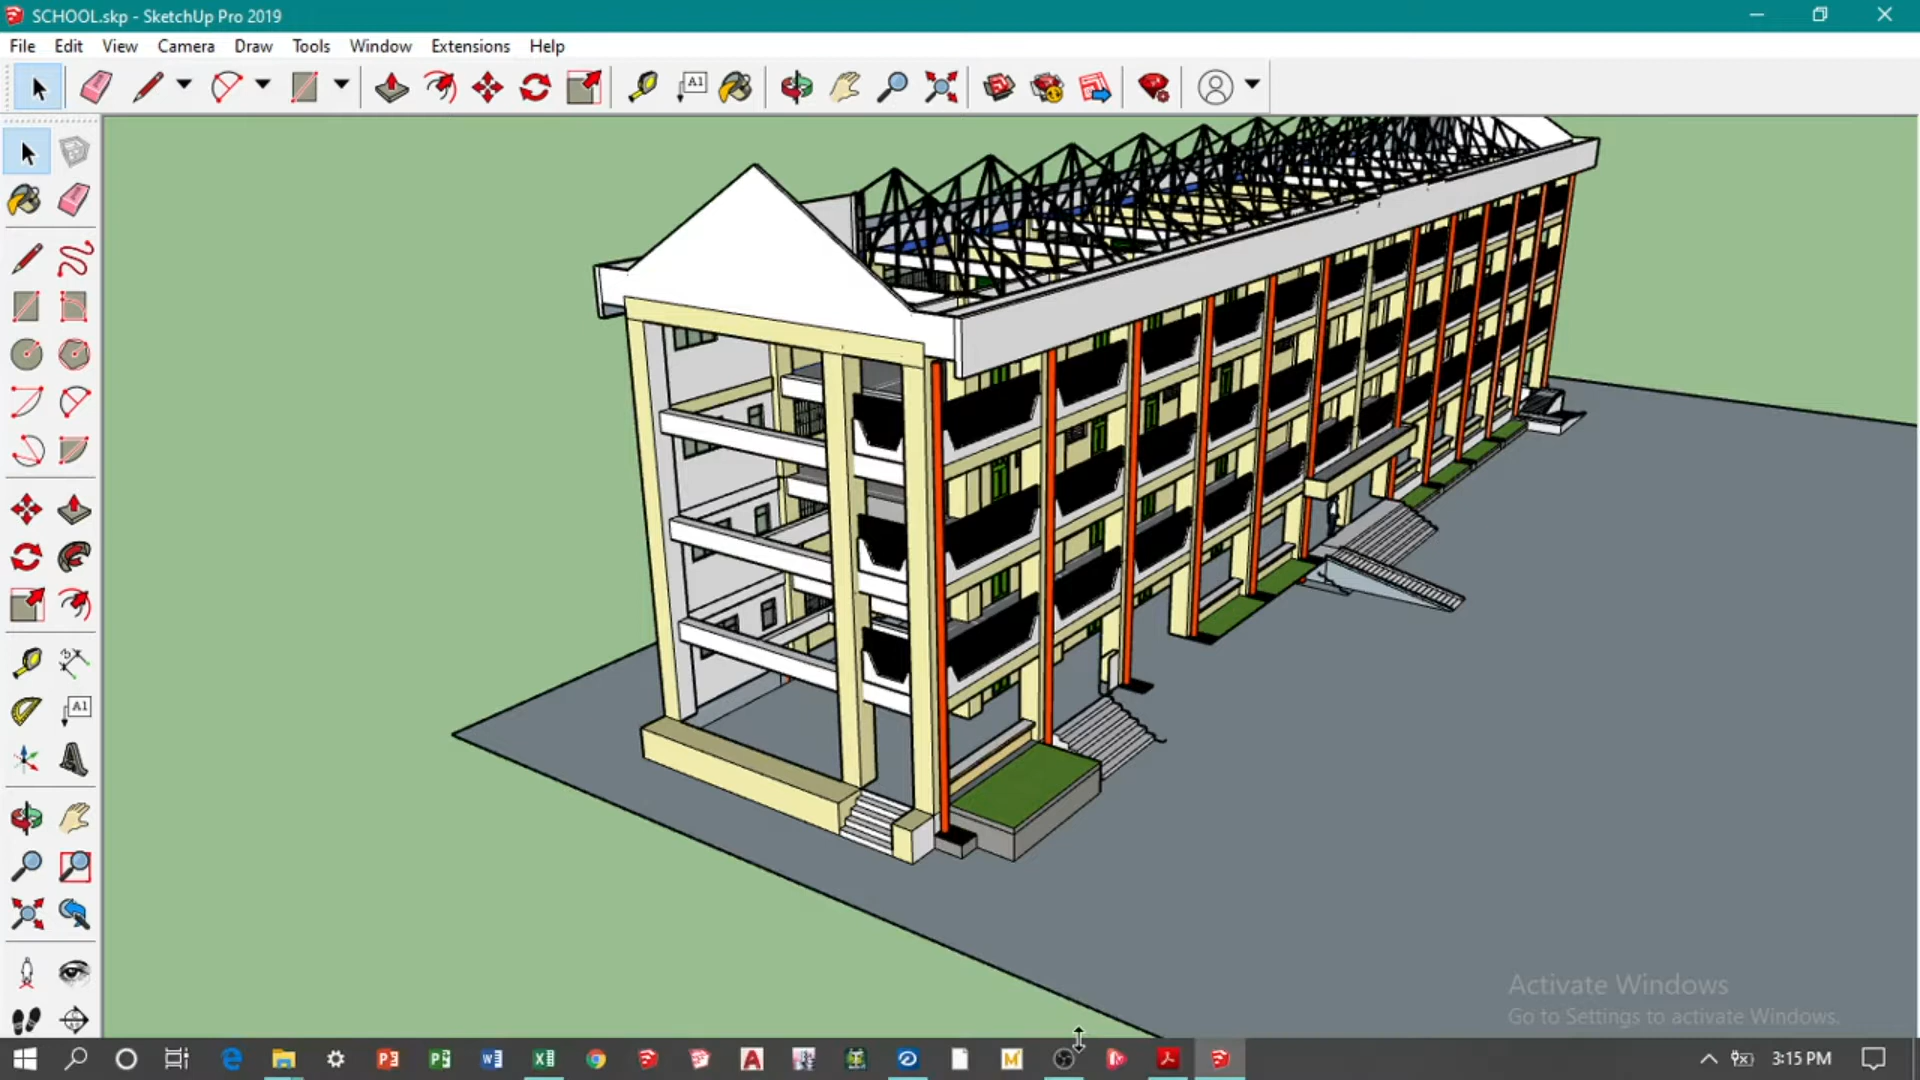 SCHOOL.skp - SketchUp Pro 2019
File Edit View Camera Draw Tools Window Extensions Help
A1
A1
Activate Windows
Go to Settings to activate Windows.
3:15 PM